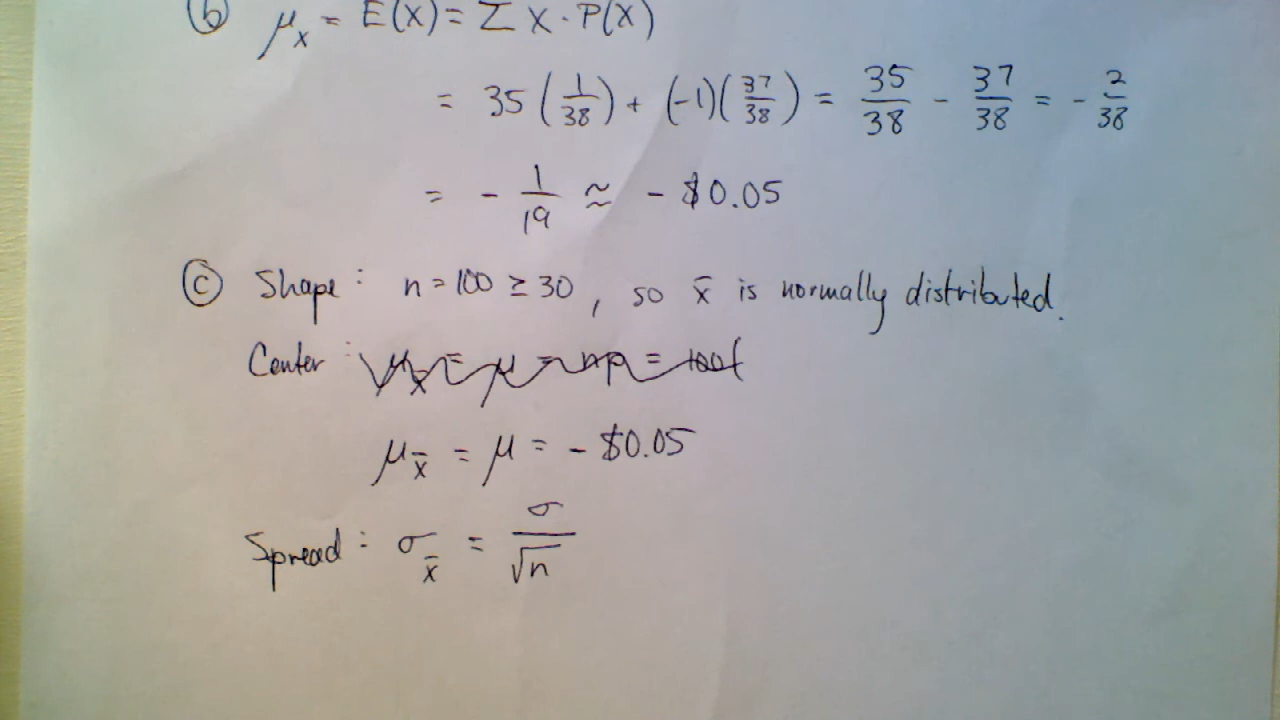 (b) μx = E(X) = Σ X · P(X)
= 35 (1/38) + (-1)(37/38) = 35/38 - 37/38 = - 2/38
= - 1/19 ≈ - $0.05
(c) Shape: n = 100 ≥ 30, so x̄ is normally distributed.
Center: μx̄ = μ = np = 100(
μx̄ = μ = - $0.05
Spread: σx̄ = σ/√n